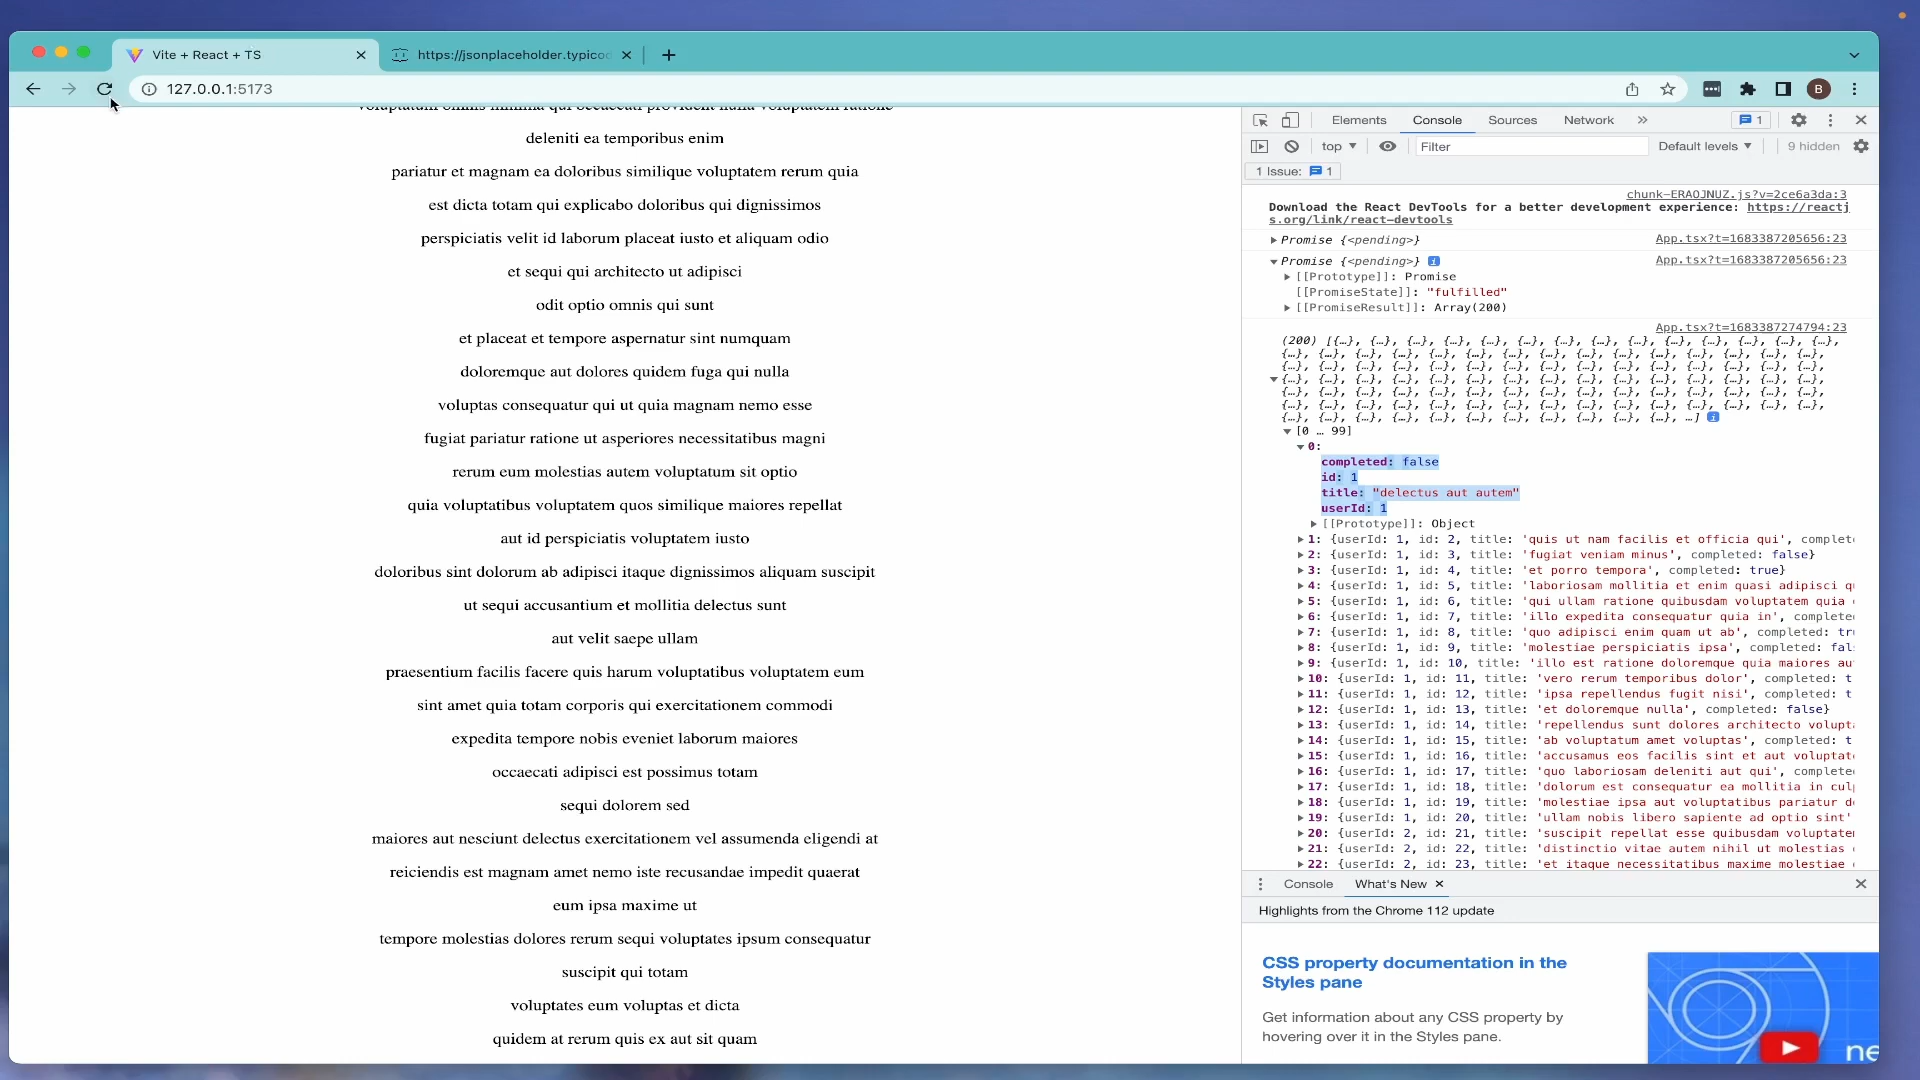 Vite + React + TS
https://jsonplaceholder.typico
127.0.0.1:5173
B
voluptatum omnis minima qui occaecati provident nulla voluptatem ratione
deleniti ea temporibus enim
pariatur et magnam ea doloribus similique voluptatem rerum quia
est dicta totam qui explicabo doloribus qui dignissimos
perspiciatis velit id laborum placeat iusto et aliquam odio
et sequi qui architecto ut adipisci
odit optio omnis qui sunt
et placeat et tempore aspernatur sint numquam
doloremque aut dolores quidem fuga qui nulla
voluptas consequatur qui ut quia magnam nemo esse
fugiat pariatur ratione ut asperiores necessitatibus magni
rerum eum molestias autem voluptatum sit optio
quia voluptatibus voluptatem quos similique maiores repellat
aut id perspiciatis voluptatem iusto
doloribus sint dolorum ab adipisci itaque dignissimos aliquam suscipit
ut sequi accusantium et mollitia delectus sunt
aut velit saepe ullam
praesentium facilis facere quis harum voluptatibus voluptatem eum
sint amet quia totam corporis qui exercitationem commodi
expedita tempore nobis eveniet laborum maiores
occaecati adipisci est possimus totam
sequi dolorem sed
maiores aut nesciunt delectus exercitationem vel assumenda eligendi at
reiciendis est magnam amet nemo iste recusandae impedit quaerat
eum ipsa maxime ut
tempore molestias dolores rerum sequi voluptates ipsum consequatur
suscipit qui totam
voluptates eum voluptas et dicta
quidem at rerum quis ex aut sit quam
Elements Console Sources Network » 1
top Filter Default levels 9 hidden
1 Issue: 1
chunk-ERAOJNUZ.js?v=2ce6a3da:3
Download the React DevTools for a better development experience: https://reactj
s.org/link/react-devtools
Promise {<pending>} App.tsx?t=1683387205656:23
Promise {<pending>} i App.tsx?t=1683387205656:23
[[Prototype]]: Promise
[[PromiseState]]: "fulfilled"
[[PromiseResult]]: Array(200)
App.tsx?t=1683387274794:23
(200) [{…}, {…}, {…}, {…}, {…}, {…}, {…}, {…}, {…}, {…}, {…}, {…}, {…}, {…},
{…}, {…}, {…}, {…}, {…}, {…}, {…}, {…}, {…}, {…}, {…}, {…}, {…}, {…}, {…},
{…}, {…}, {…}, {…}, {…}, {…}, {…}, {…}, {…}, {…}, {…}, {…}, {…}, {…}, {…},
{…}, {…}, {…}, {…}, {…}, {…}, {…}, {…}, {…}, {…}, {…}, {…}, {…}, {…}, {…},
{…}, {…}, {…}, {…}, {…}, {…}, {…}, {…}, {…}, {…}, {…}, {…}, {…}, {…}, {…},
{…}, {…}, {…}, {…}, {…}, {…}, {…}, {…}, {…}, {…}, {…}, {…}, {…}, {…}, {…},
{…}, {…}, {…}, {…}, {…}, {…}, {…}, {…}, {…}, {…}, {…}, …] i
[0 … 99]
0:
completed: false
id: 1
title: "delectus aut autem"
userId: 1
[[Prototype]]: Object
1: {userId: 1, id: 2, title: 'quis ut nam facilis et officia qui', complet
2: {userId: 1, id: 3, title: 'fugiat veniam minus', completed: false}
3: {userId: 1, id: 4, title: 'et porro tempora', completed: true}
4: {userId: 1, id: 5, title: 'laboriosam mollitia et enim quasi adipisci q
5: {userId: 1, id: 6, title: 'qui ullam ratione quibusdam voluptatem quia
6: {userId: 1, id: 7, title: 'illo expedita consequatur quia in', complete
7: {userId: 1, id: 8, title: 'quo adipisci enim quam ut ab', completed: tr
8: {userId: 1, id: 9, title: 'molestiae perspiciatis ipsa', completed: fal
9: {userId: 1, id: 10, title: 'illo est ratione doloremque quia maiores au
10: {userId: 1, id: 11, title: 'vero rerum temporibus dolor', completed: t
11: {userId: 1, id: 12, title: 'ipsa repellendus fugit nisi', completed: t
12: {userId: 1, id: 13, title: 'et doloremque nulla', completed: false}
13: {userId: 1, id: 14, title: 'repellendus sunt dolores architecto volupt
14: {userId: 1, id: 15, title: 'ab voluptatum amet voluptas', completed: t
15: {userId: 1, id: 16, title: 'accusamus eos facilis sint et aut voluptat
16: {userId: 1, id: 17, title: 'quo laboriosam deleniti aut qui', complete
17: {userId: 1, id: 18, title: 'dolorum est consequatur ea mollitia in cul
18: {userId: 1, id: 19, title: 'molestiae ipsa aut voluptatibus pariatur d
19: {userId: 1, id: 20, title: 'ullam nobis libero sapiente ad optio sint'
20: {userId: 2, id: 21, title: 'suscipit repellat esse quibusdam voluptate
21: {userId: 2, id: 22, title: 'distinctio vitae autem nihil ut molestias
22: {userId: 2, id: 23, title: 'et itaque necessitatibus maxime molestiae
Console What's New
Highlights from the Chrome 112 update
CSS property documentation in the
Styles pane
Get information about any CSS property by
hovering over it in the Styles pane.
ne